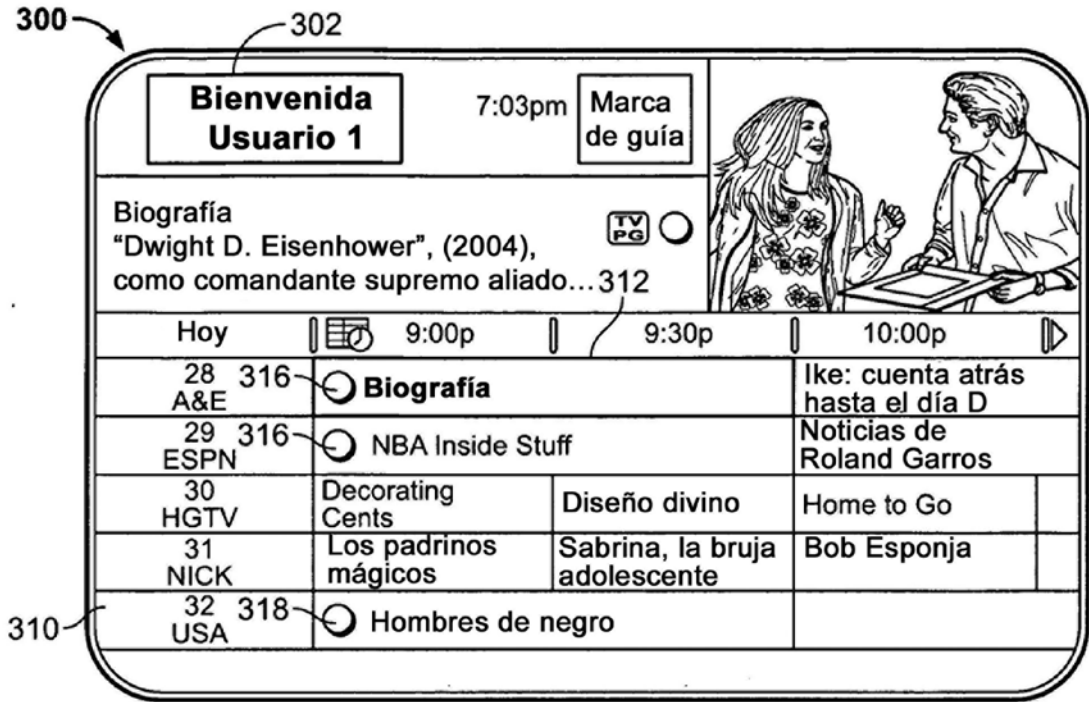 300
302
Bienvenida
Usuario 1
7:03pm
Marca
de guía
Biografía
“Dwight D. Eisenhower”, (2004),
como comandante supremo aliado...
TV
PG
312
Hoy
9:00p
9:30p
10:00p
28
A&E
316
Biografía
Ike: cuenta atrás
hasta el día D
29
ESPN
316
NBA Inside Stuff
Noticias de
Roland Garros
30
HGTV
Decorating
Cents
Diseño divino
Home to Go
31
NICK
Los padrinos
mágicos
Sabrina, la bruja
adolescente
Bob Esponja
310
32
USA
318
Hombres de negro